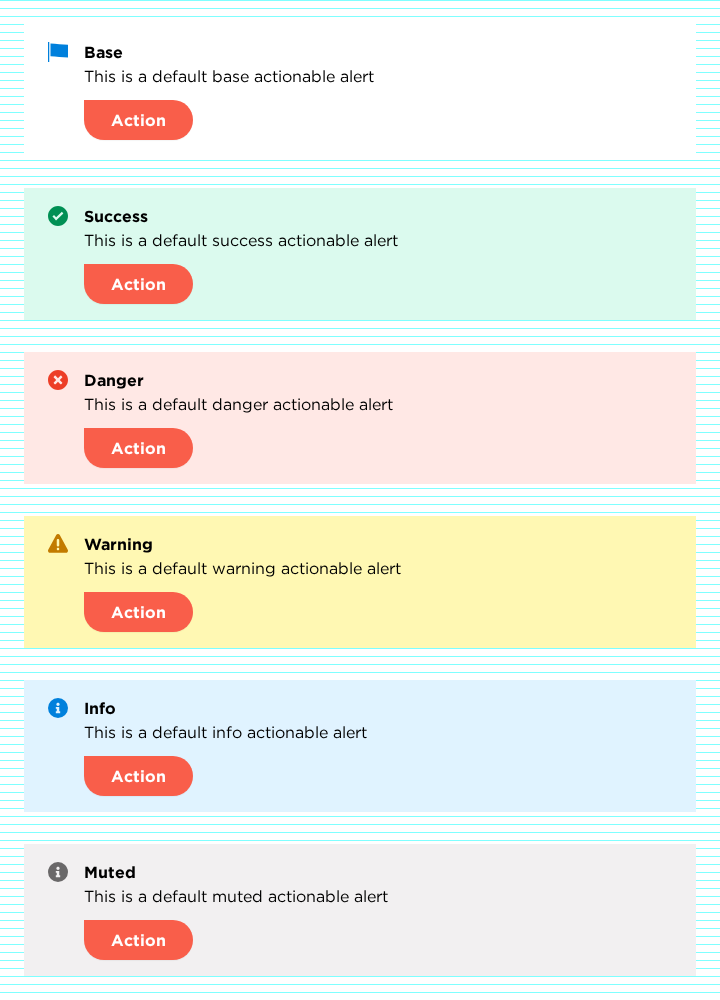 Base
This is a default base actionable alert
Action
Success
This is a default success actionable alert
Action
Danger
This is a default danger actionable alert
Action
Warning
This is a default warning actionable alert
Action
Info
This is a default info actionable alert
Action
Muted
This is a default muted actionable alert
Action